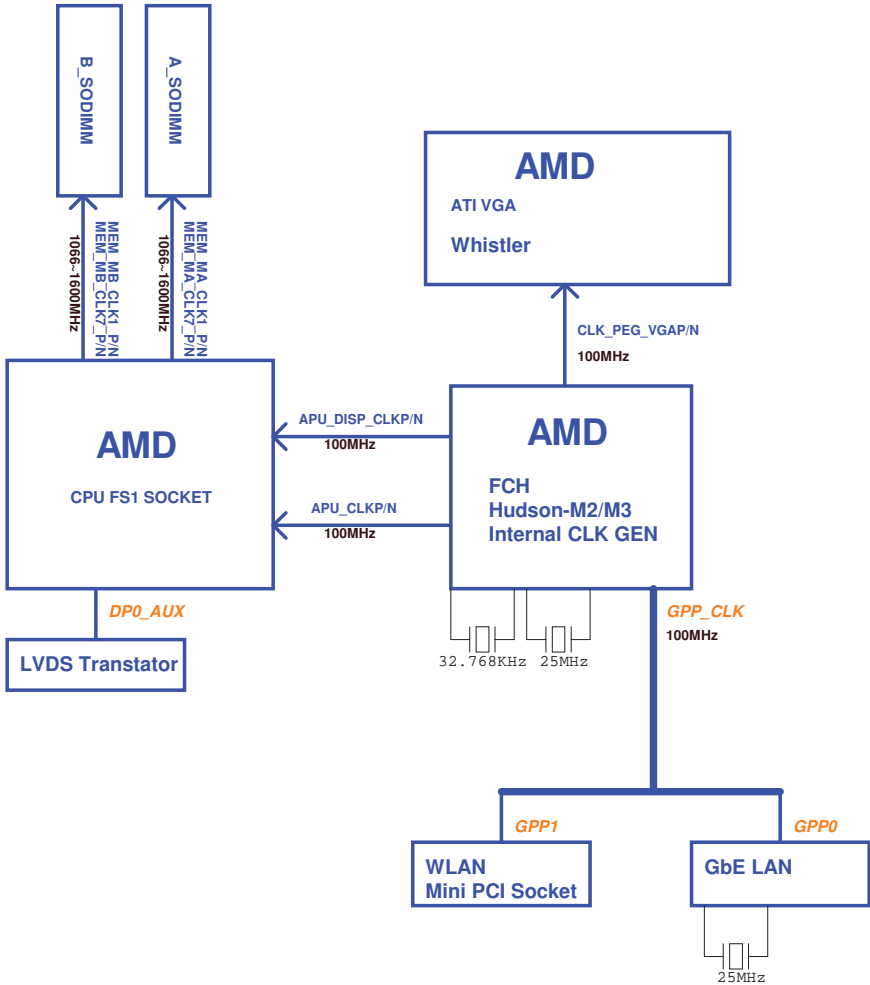 B_SODIMM
A_SODIMM
MEM_MB_CLK1_P/N
MEM_MB_CLK7_P/N
1066~1600MHz
MEM_MA_CLK1_P/N
MEM_MA_CLK7_P/N
1066~1600MHz
AMD
ATI VGA
Whistler
CLK_PEG_VGAP/N
100MHz
AMD
CPU FS1 SOCKET
APU_DISP_CLKP/N
100MHz
APU_CLKP/N
100MHz
AMD
FCH
Hudson-M2/M3
Internal CLK GEN
DP0_AUX
LVDS Transtator
32.768KHz
25MHz
GPP_CLK
100MHz
GPP1
WLAN
Mini PCI Socket
GPP0
GbE LAN
25MHz